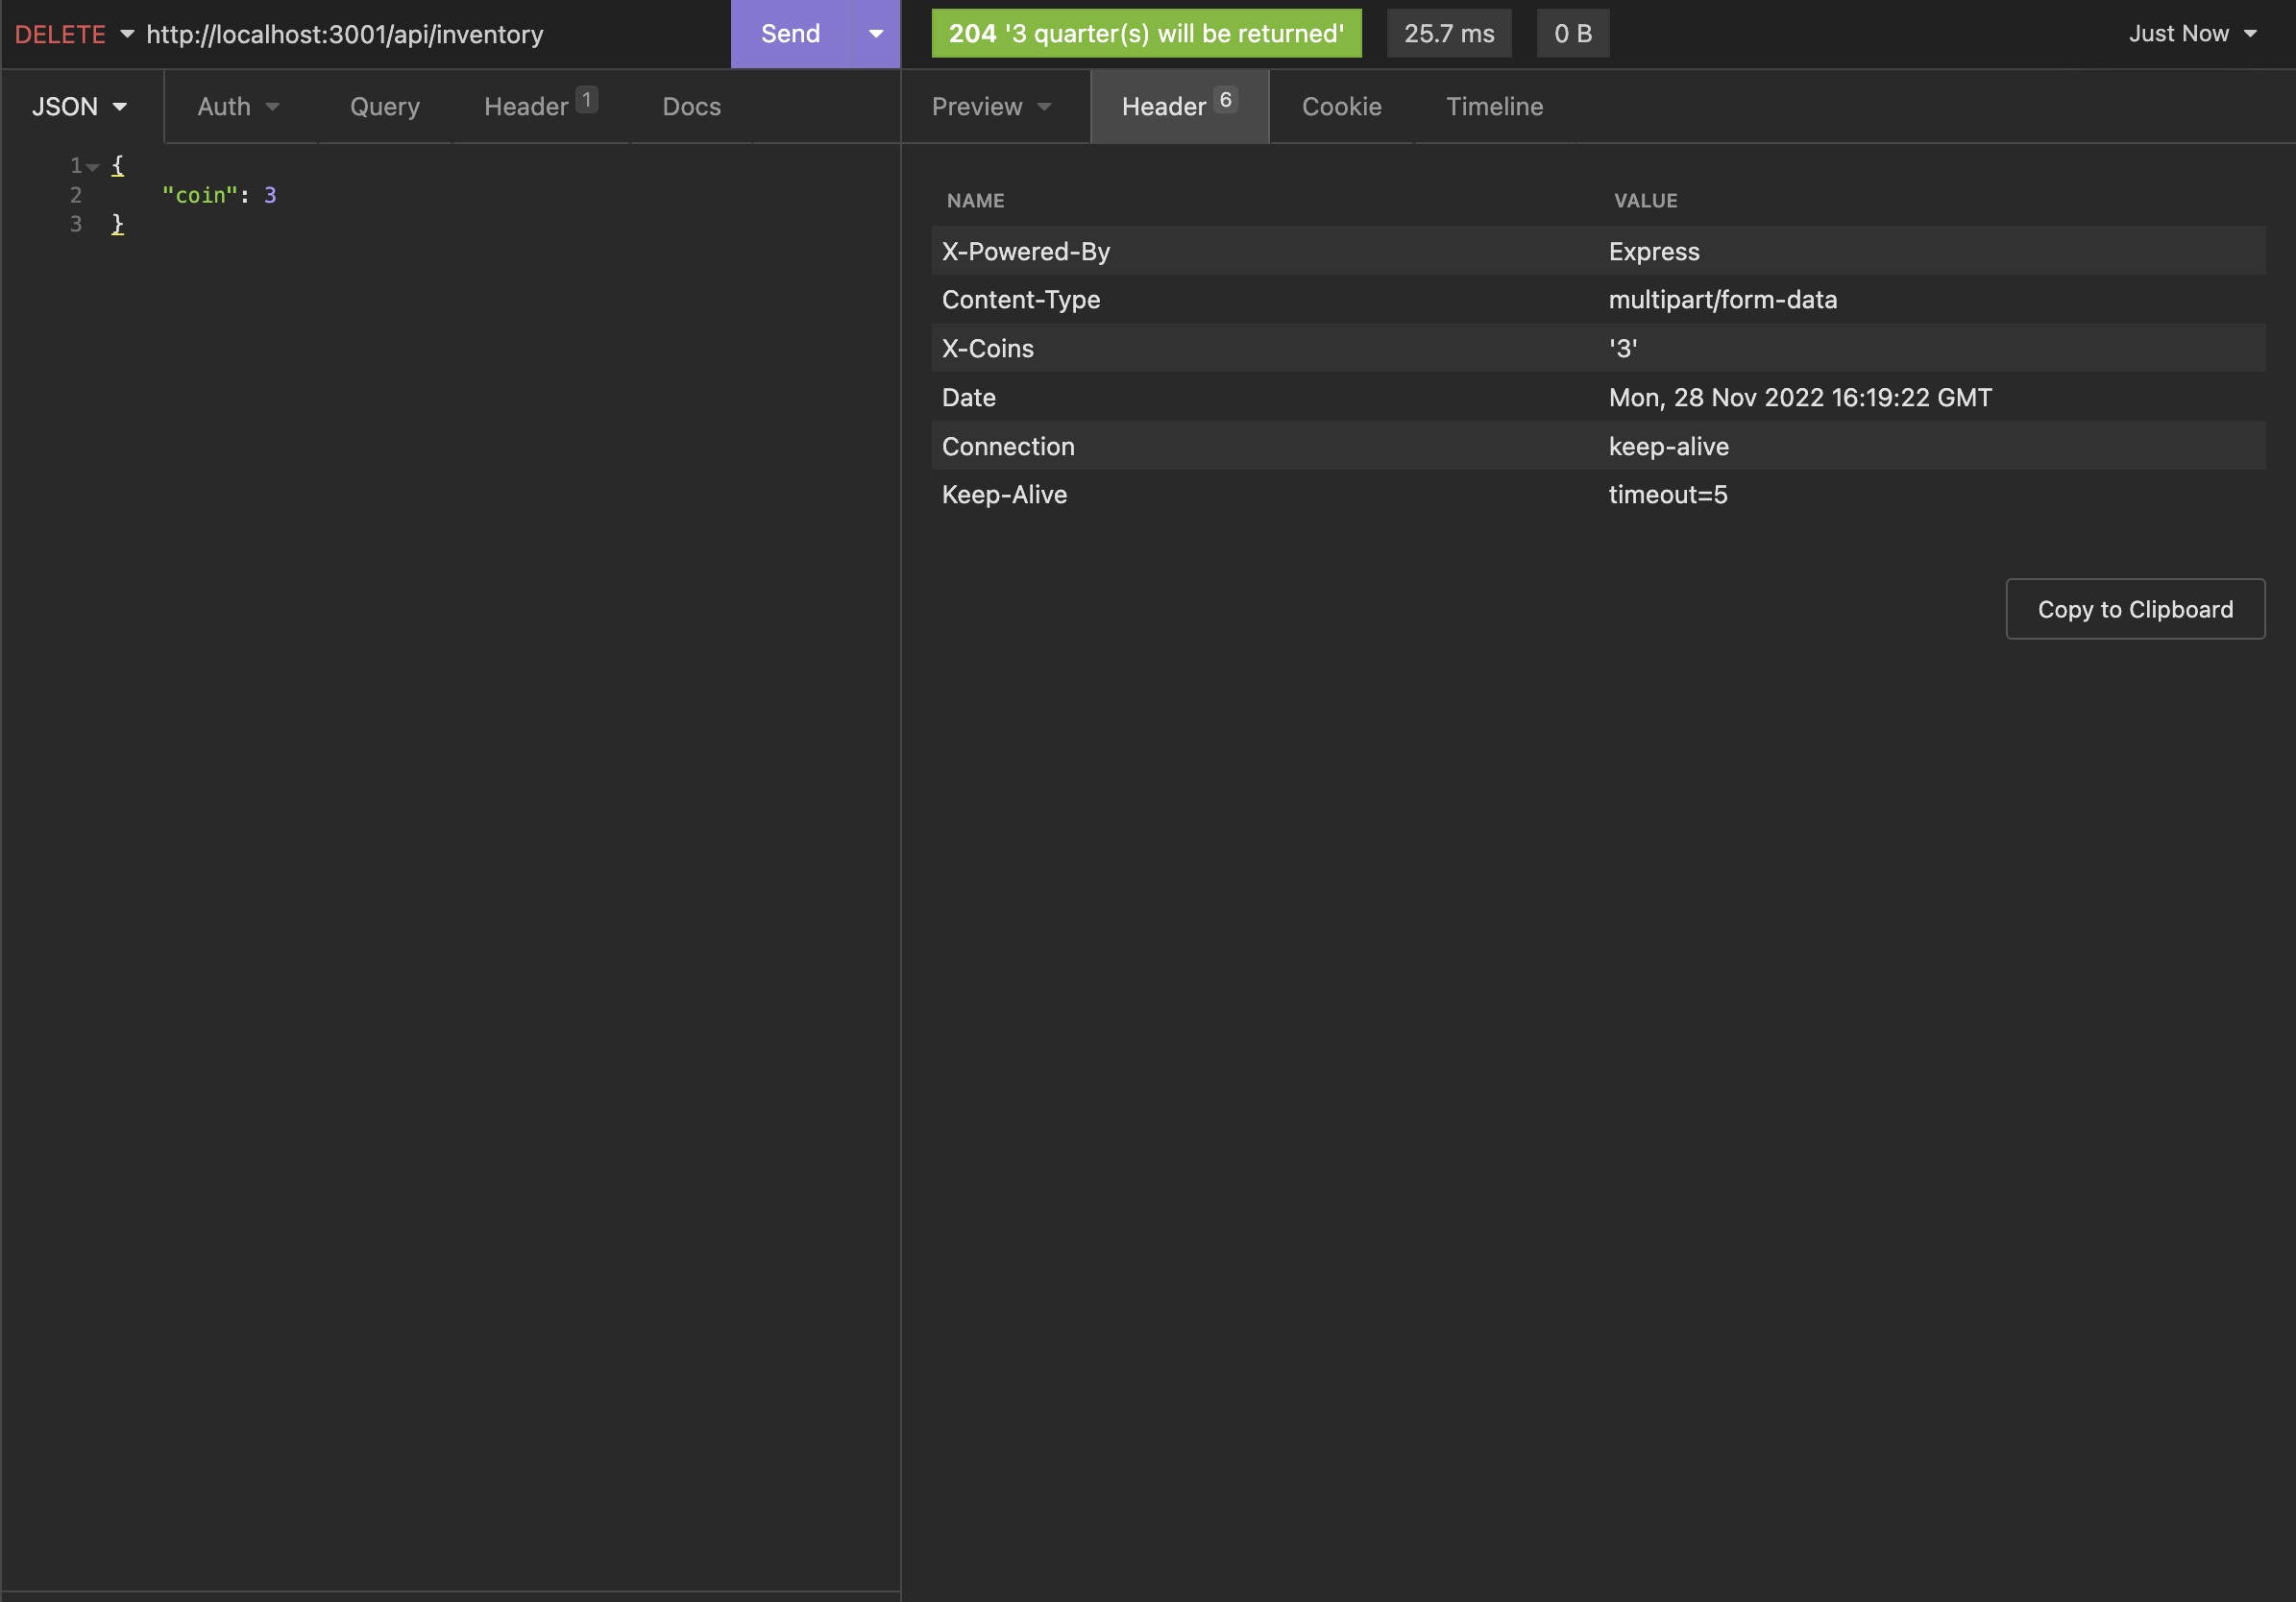 DELETE http://localhost:3001/api/inventory Send 204 '3 quarter(s) will be returned' 25.7 ms 0 B Just Now
JSON Auth Query Header 1 Docs Preview Header 6 Cookie Timeline
1 {
2 "coin": 3
3 }
NAME VALUE
X-Powered-By Express
Content-Type multipart/form-data
X-Coins '3'
Date Mon, 28 Nov 2022 16:19:22 GMT
Connection keep-alive
Keep-Alive timeout=5
Copy to Clipboard